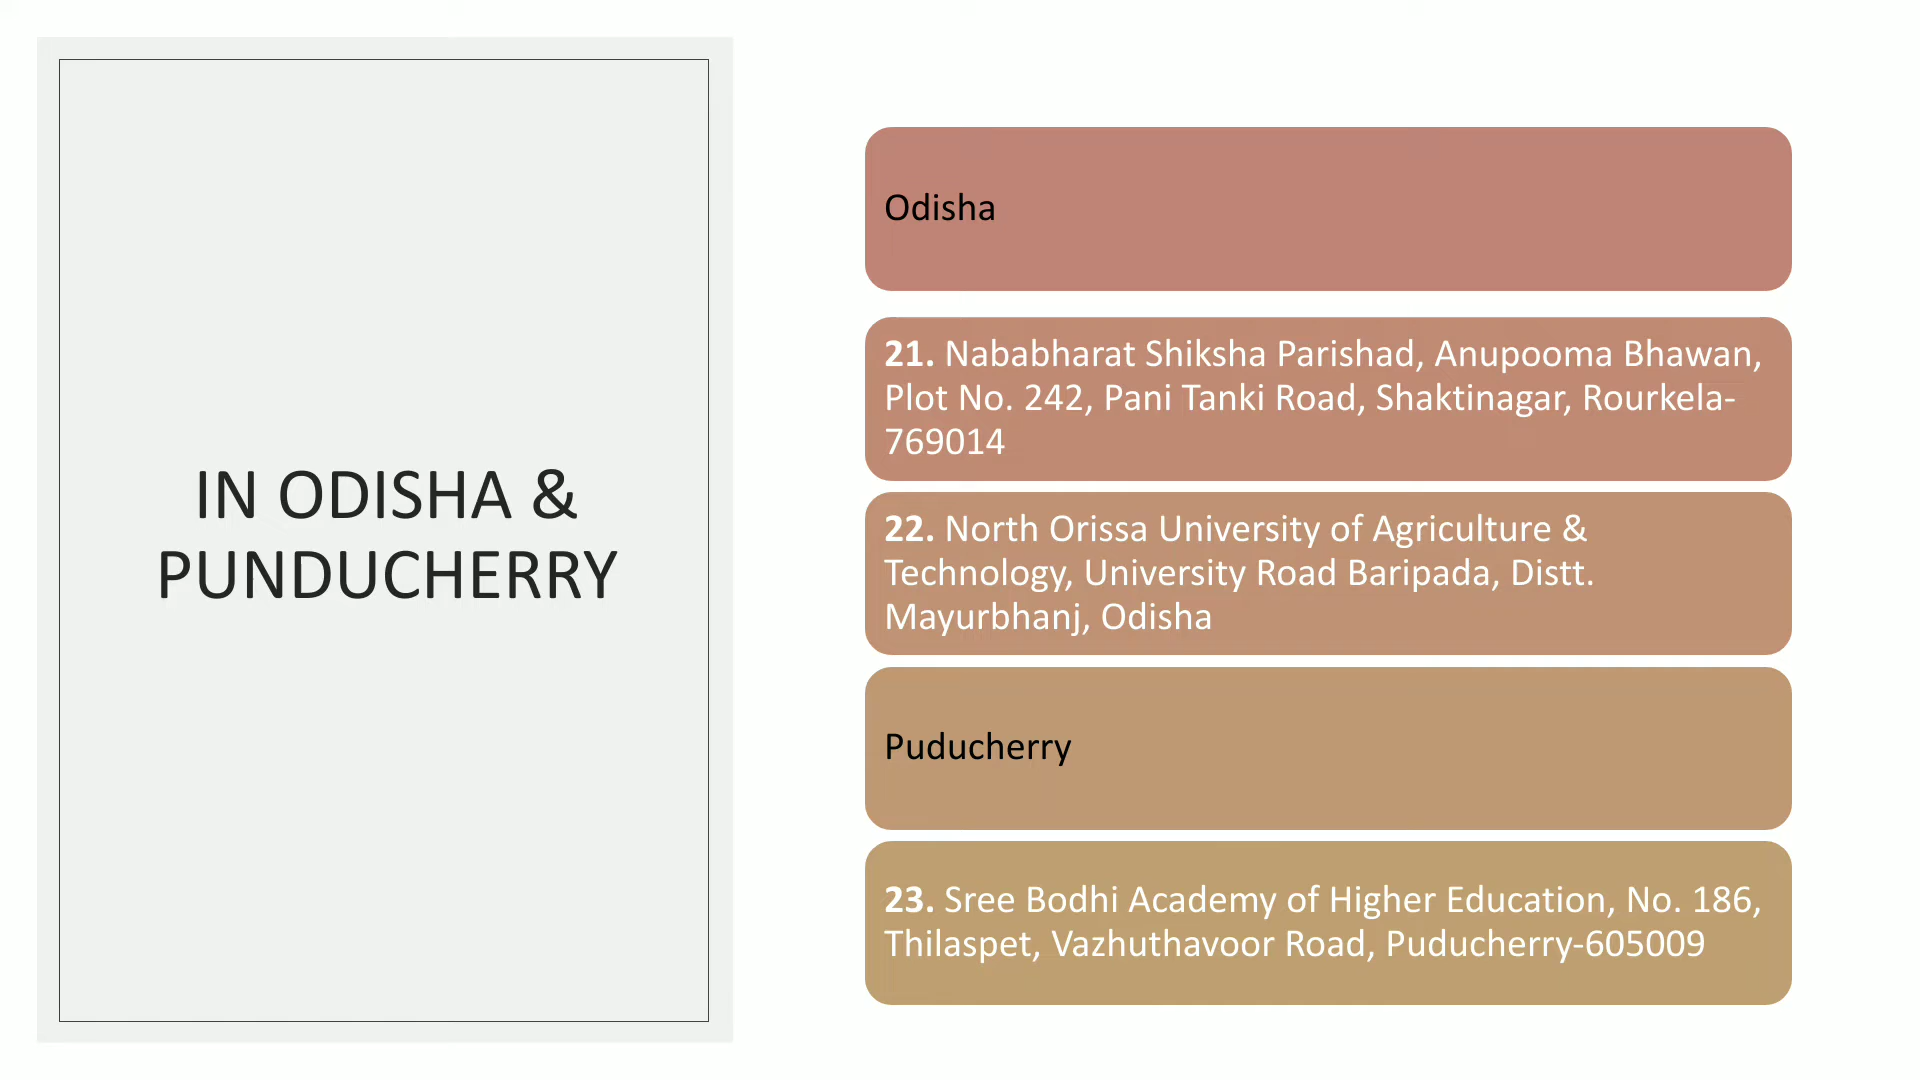 IN ODISHA &
PUNDUCHERRY
Odisha
21. Nababharat Shiksha Parishad, Anupooma Bhawan,
Plot No. 242, Pani Tanki Road, Shaktinagar, Rourkela-
769014
22. North Orissa University of Agriculture &
Technology, University Road Baripada, Distt.
Mayurbhanj, Odisha
Puducherry
23. Sree Bodhi Academy of Higher Education, No. 186,
Thilaspet, Vazhuthavoor Road, Puducherry-605009